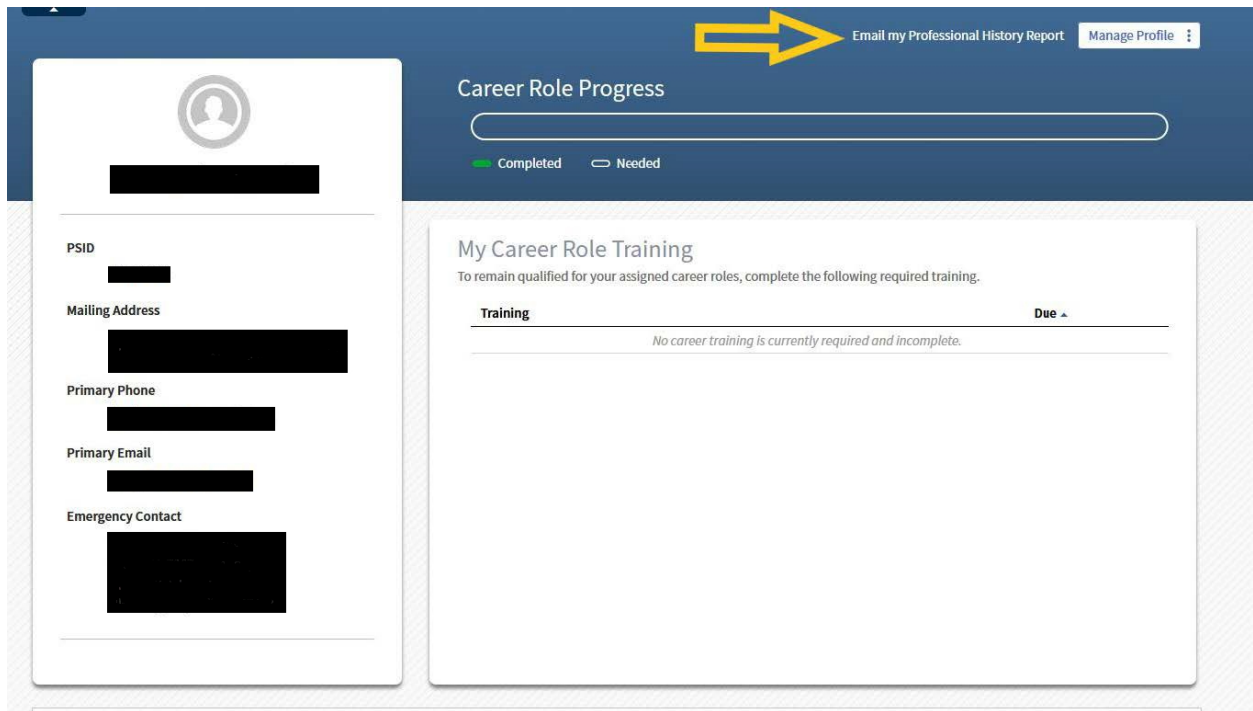 Email my Professional History Report
Manage Profile
Career Role Progress
Completed
Needed
PSID
Mailing Address
Primary Phone
Primary Email
Emergency Contact
My Career Role Training
To remain qualified for your assigned career roles, complete the following required training.
Training
Due
No career training is currently required and incomplete.